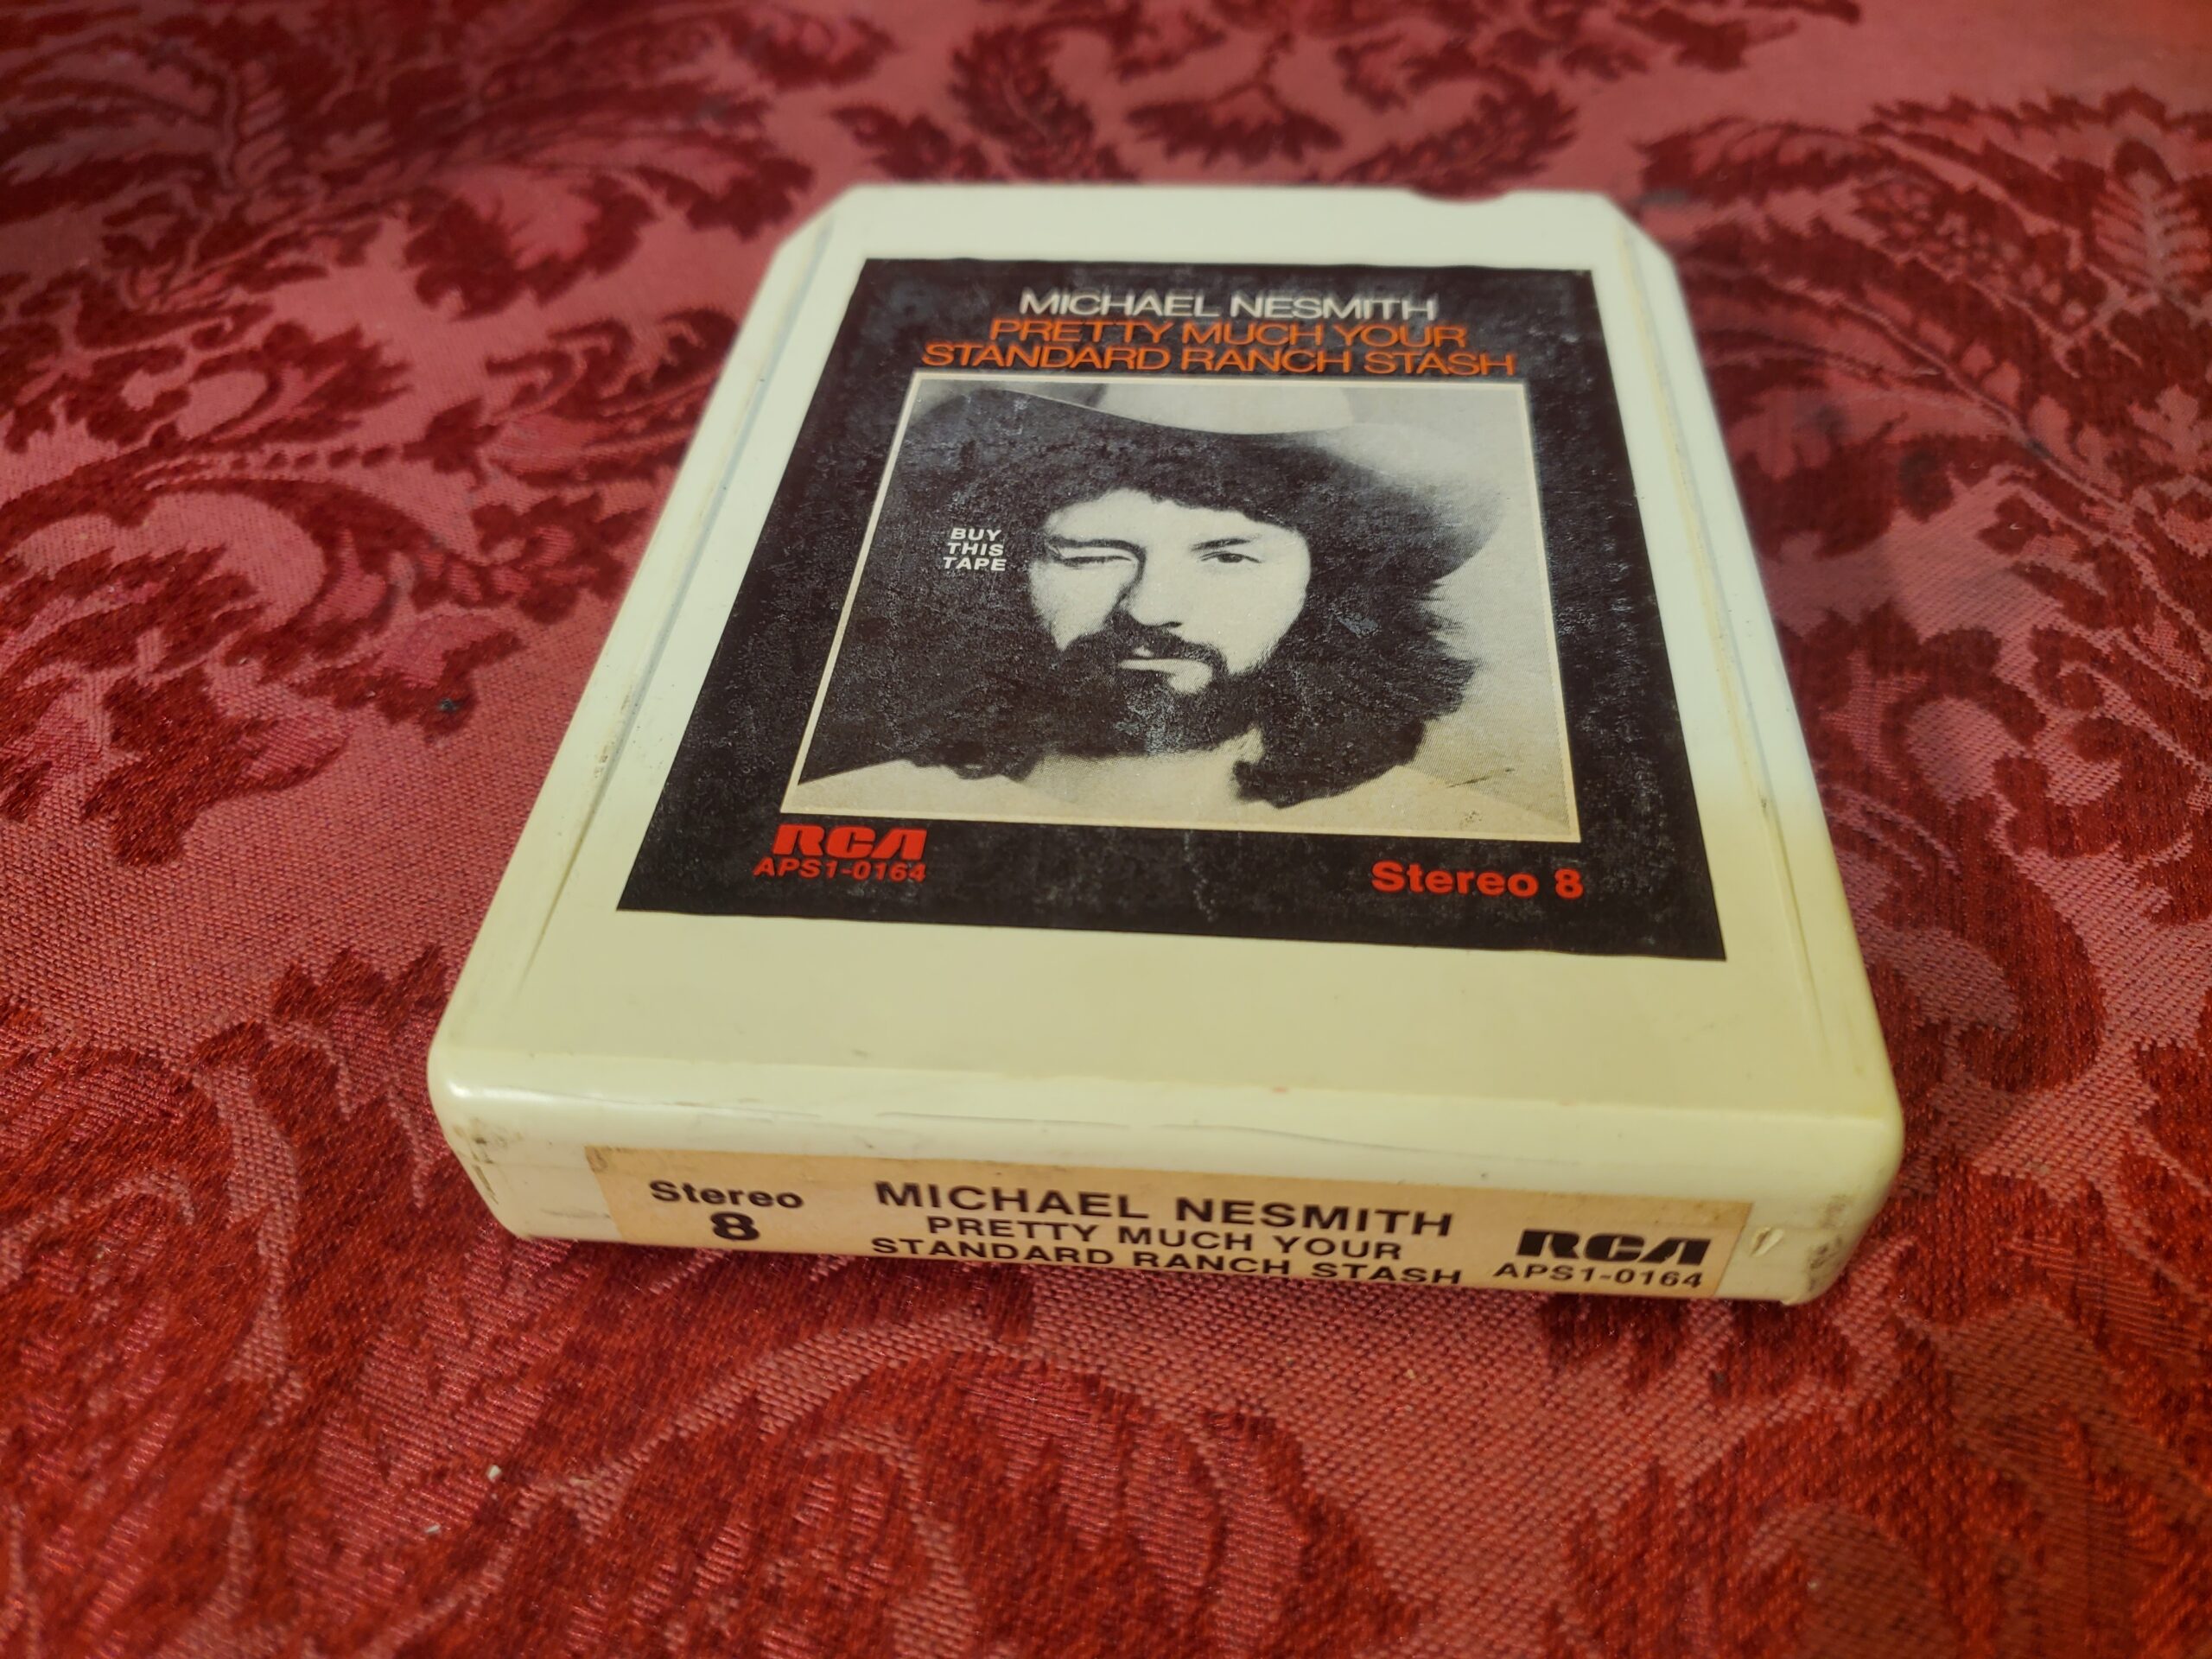 MICHAEL NESMITH
PRETTY MUCH YOUR
STANDARD RANCH STASH
BUY
THIS
TAPE
RCA
APS1-0164
Stereo 8
Stereo
8
MICHAEL NESMITH
PRETTY MUCH YOUR
STANDARD RANCH STASH
RCA
APS1-0164